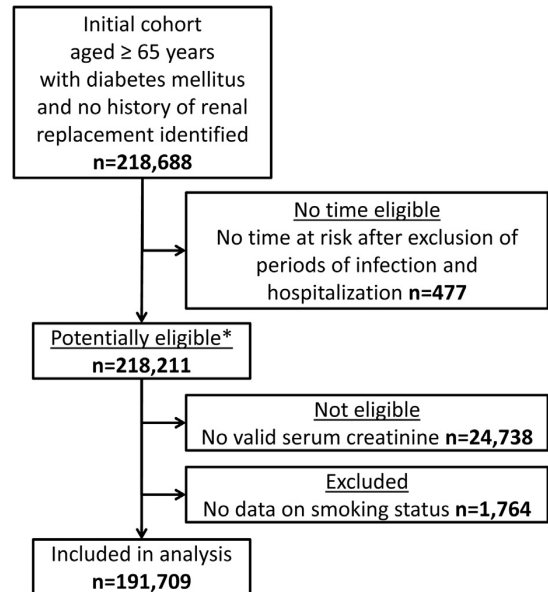 Initial cohort
aged ≥ 65 years
with diabetes mellitus
and no history of renal
replacement identified
n=218,688
No time eligible
No time at risk after exclusion of
periods of infection and
hospitalization n=477
Potentially eligible*
n=218,211
Not eligible
No valid serum creatinine n=24,738
Excluded
No data on smoking status n=1,764
Included in analysis
n=191,709